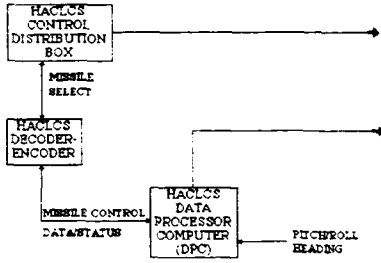 HACLCS
CONTROL
DISTRIBUTION
BOX
MISSILE
SELECT
HACLCS
DECODER-
ENCODER
MISSILE CONTROL
DATA/STATUS
HACLCS
DATA
PROCESSOR
COMPUTER
(DPC)
PITCH/ROLL
HEADING